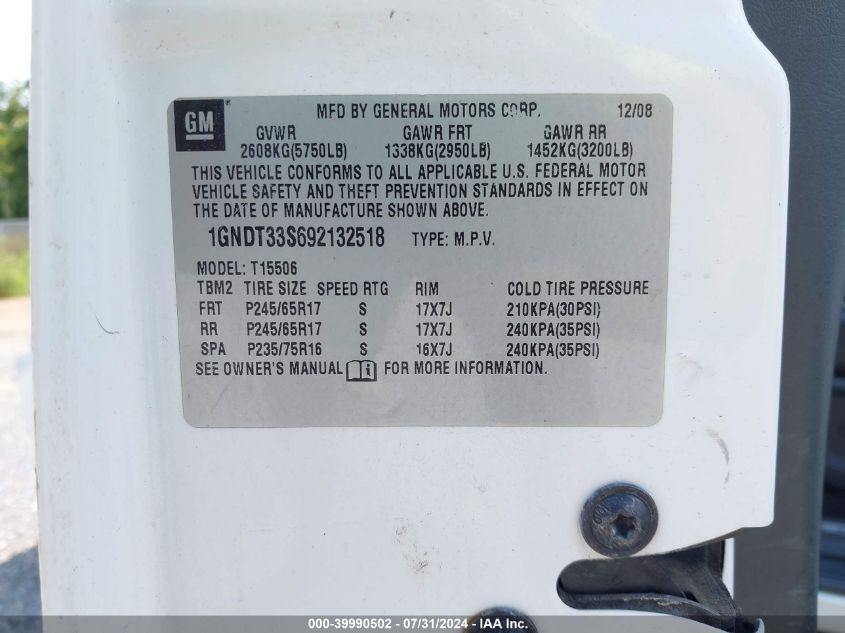 GM MFD BY GENERAL MOTORS CORP. 12/08
GVWR GAWR FRT GAWR RR
2608KG(5750LB) 1338KG(2950LB) 1452KG(3200LB)
THIS VEHICLE CONFORMS TO ALL APPLICABLE U.S. FEDERAL MOTOR
VEHICLE SAFETY AND THEFT PREVENTION STANDARDS IN EFFECT ON
THE DATE OF MANUFACTURE SHOWN ABOVE.
1GNDT33S692132518 TYPE: M.P.V.
MODEL: T15506
TBM2 TIRE SIZE SPEED RTG RIM COLD TIRE PRESSURE
FRT P245/65R17 S 17X7J 210KPA(30PSI)
RR P245/65R17 S 17X7J 240KPA(35PSI)
SPA P235/75R16 S 16X7J 240KPA(35PSI)
SEE OWNER'S MANUAL FOR MORE INFORMATION.
000-39990502 - 07/31/2024 - IAA Inc.